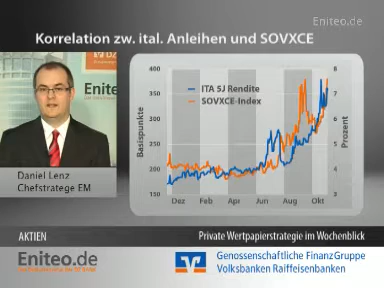 Eniteo.de
Korrelation zw. ital. Anleihen und SOVXCE
Eniteo
Daniel Lenz
Chefstratege EM
Basispunkte
400
350
300
250
200
150
ITA 5J Rendite
SOVXCE-Index
8
7
6
5
4
3
Prozent
Dez Feb Apr Jun Aug Okt
AKTIEN
Private Wertpapierstrategie im Wochenblick
Eniteo.de
Genossenschaftliche FinanzGruppe
Volksbanken Raiffeisenbanken